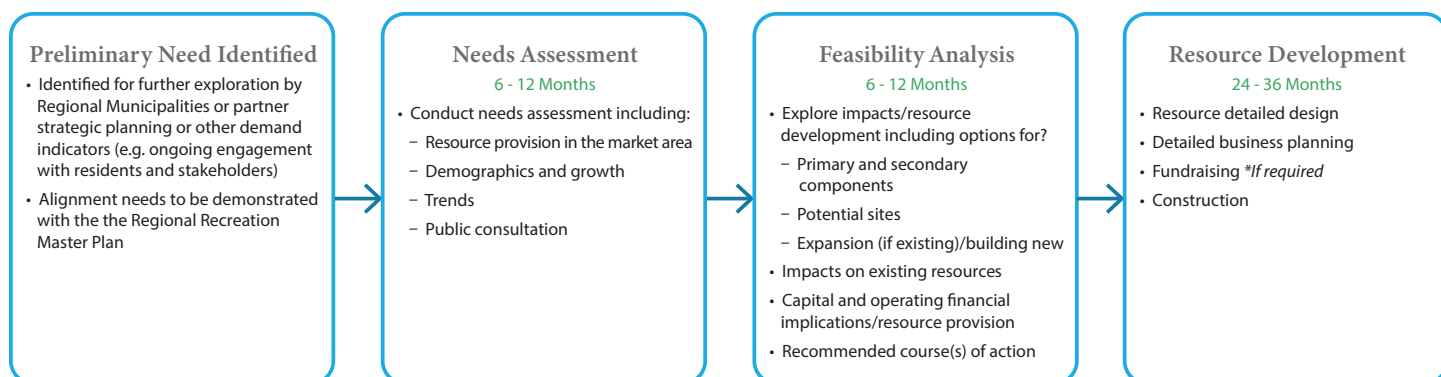 Preliminary Need Identified
• Identified for further exploration by
Regional Municipalities or partner
strategic planning or other demand
indicators (e.g. ongoing engagement
with residents and stakeholders)
• Alignment needs to be demonstrated
with the the Regional Recreation
Master Plan
Needs Assessment
6 - 12 Months
• Conduct needs assessment including:
– Resource provision in the market area
– Demographics and growth
– Trends
– Public consultation
Feasibility Analysis
6 - 12 Months
• Explore impacts/resource
development including options for?
– Primary and secondary
components
– Potential sites
– Expansion (if existing)/building new
• Impacts on existing resources
• Capital and operating financial
implications/resource provision
• Recommended course(s) of action
Resource Development
24 - 36 Months
• Resource detailed design
• Detailed business planning
• Fundraising *If required
• Construction